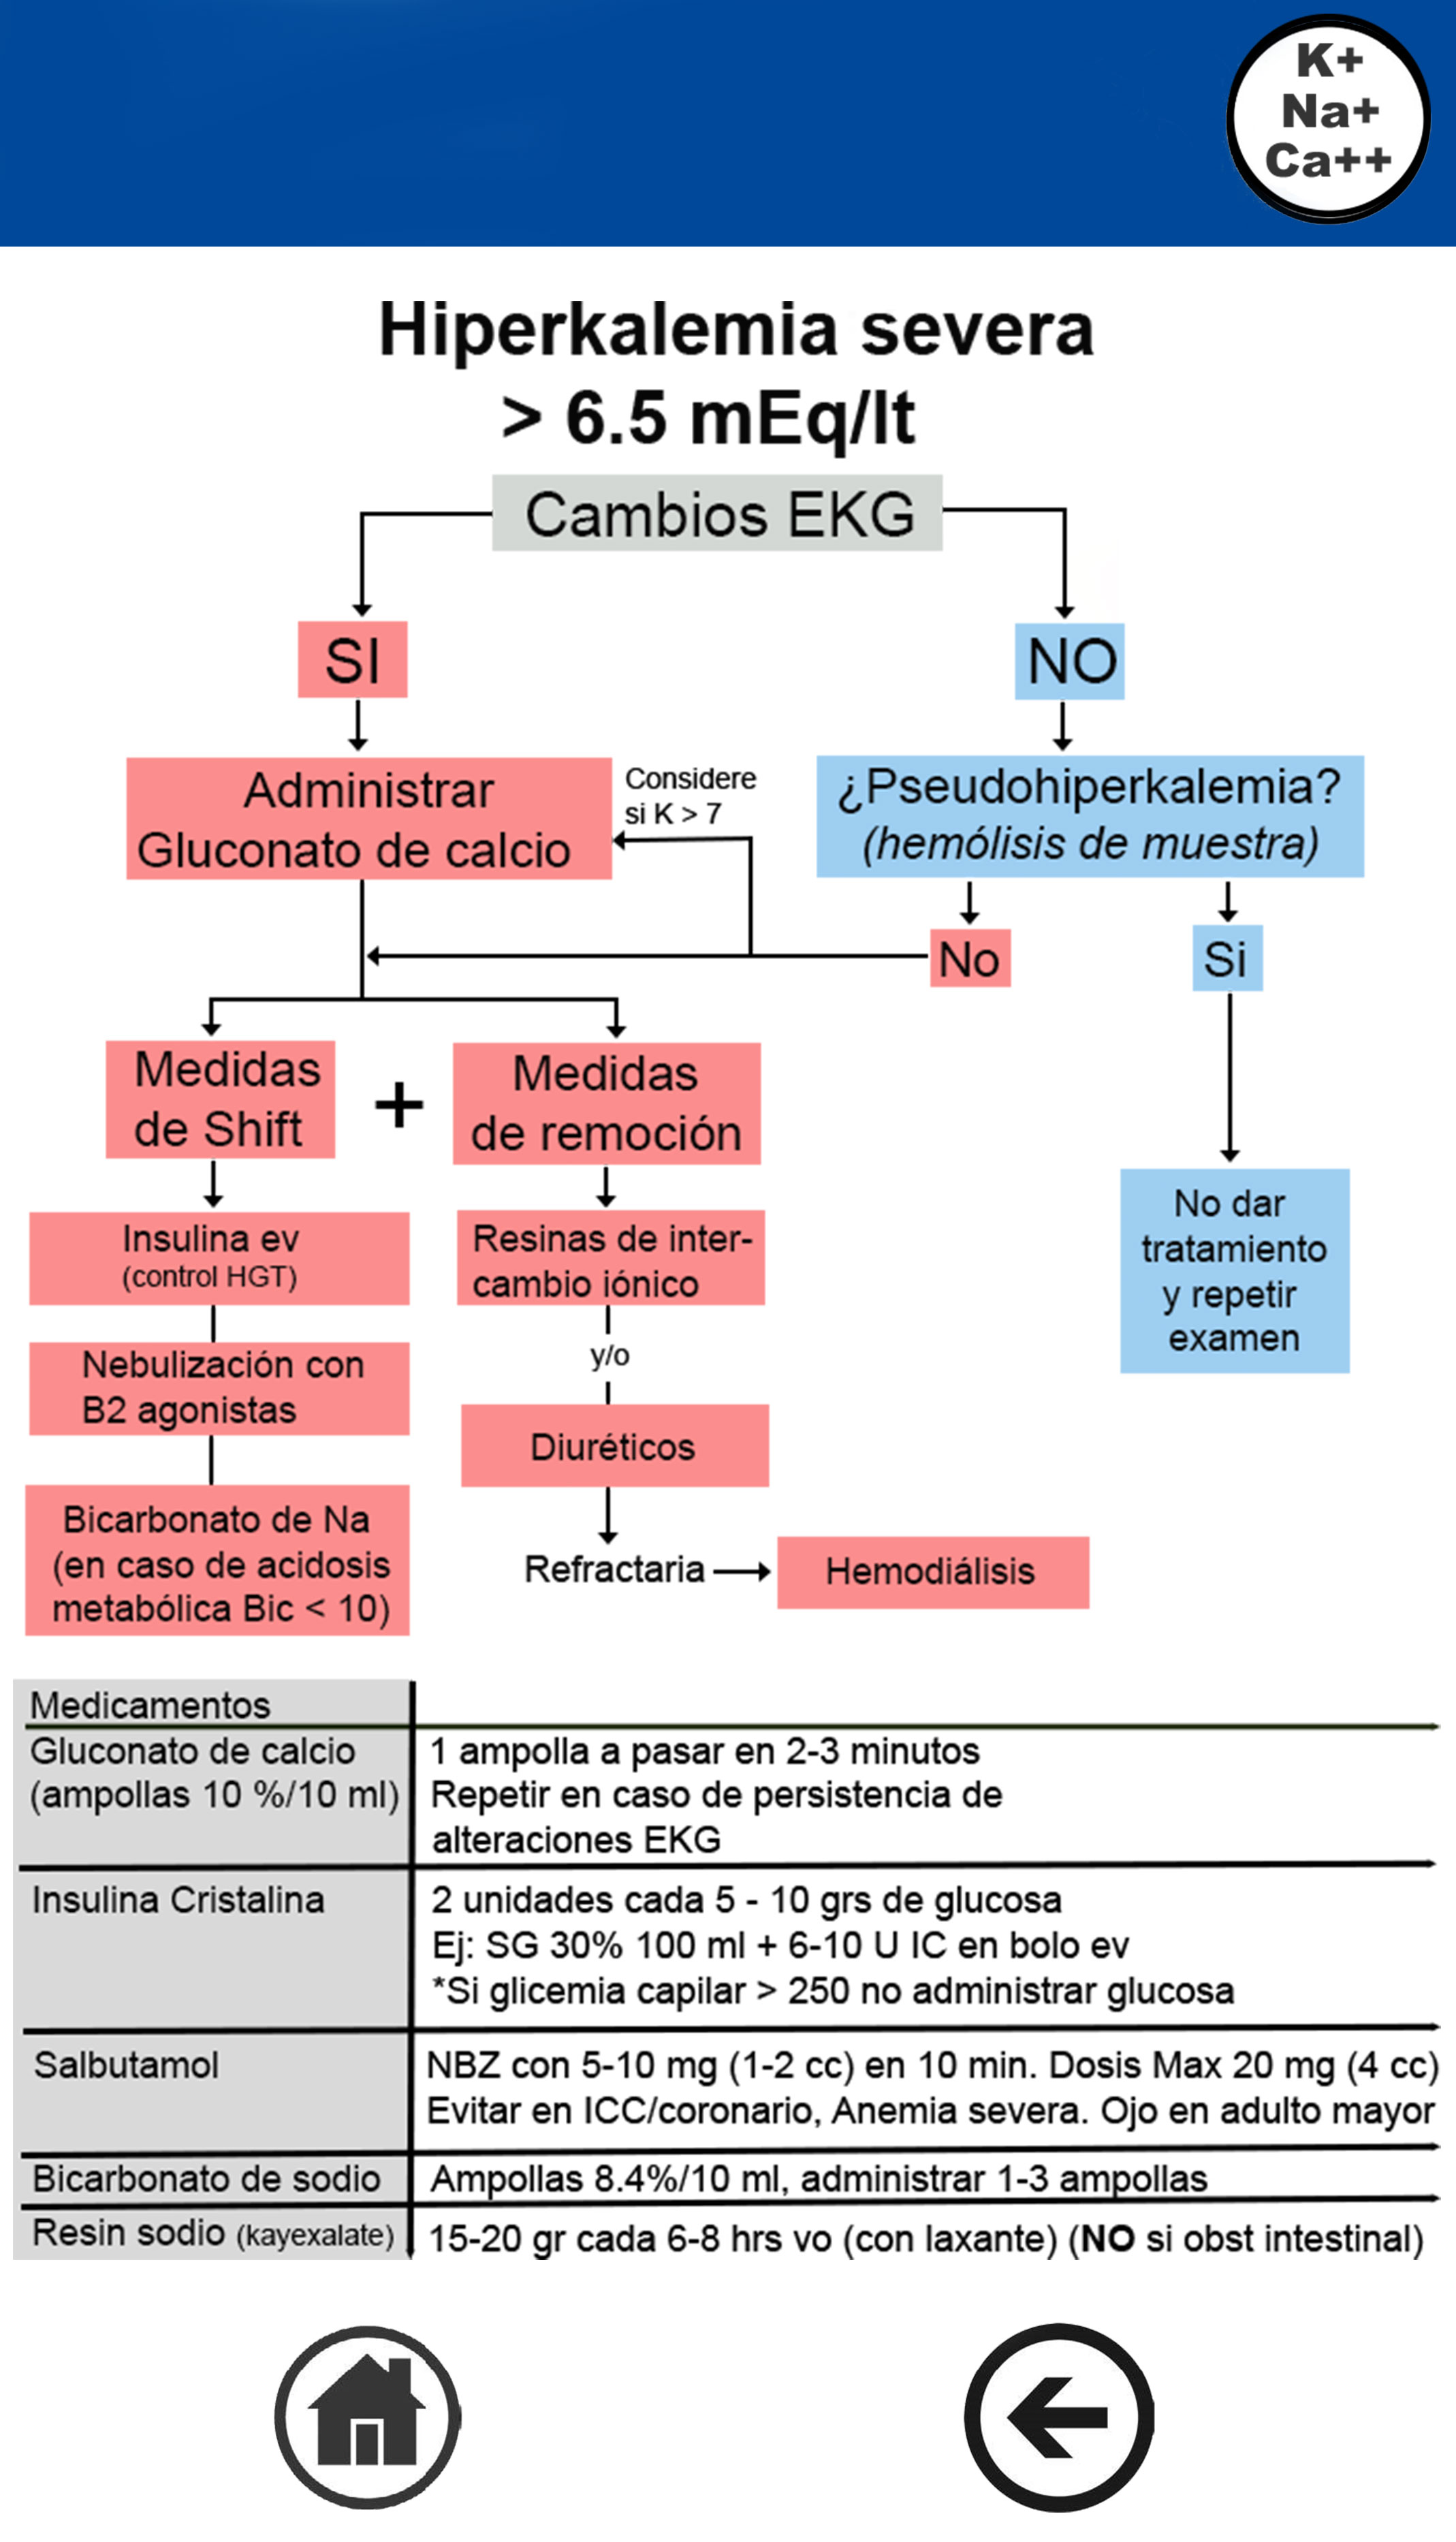 K+
Na+
Ca++
Hiperkalemia severa
> 6.5 mEq/lt
Cambios EKG
SI
NO
Administrar
Gluconato de calcio
Considere
si K > 7
¿Pseudohiperkalemia?
(hemólisis de muestra)
No
Si
Medidas
de Shift
+
Medidas
de remoción
Insulina ev
(control HGT)
Resinas de inter-
cambio iónico
No dar
tratamiento
y repetir
examen
Nebulización con
B2 agonistas
y/o
Diuréticos
Bicarbonato de Na
(en caso de acidosis
metabólica Bic < 10)
Refractaria
Hemodiálisis
Medicamentos
Gluconato de calcio
(ampollas 10 %/10 ml)
1 ampolla a pasar en 2-3 minutos
Repetir en caso de persistencia de
alteraciones EKG
Insulina Cristalina
2 unidades cada 5 - 10 grs de glucosa
Ej: SG 30% 100 ml + 6-10 U IC en bolo ev
*Si glicemia capilar > 250 no administrar glucosa
Salbutamol
NBZ con 5-10 mg (1-2 cc) en 10 min. Dosis Max 20 mg (4 cc)
Evitar en ICC/coronario, Anemia severa. Ojo en adulto mayor
Bicarbonato de sodio
Ampollas 8.4%/10 ml, administrar 1-3 ampollas
Resin sodio (kayexalate)
15-20 gr cada 6-8 hrs vo (con laxante) (NO si obst intestinal)